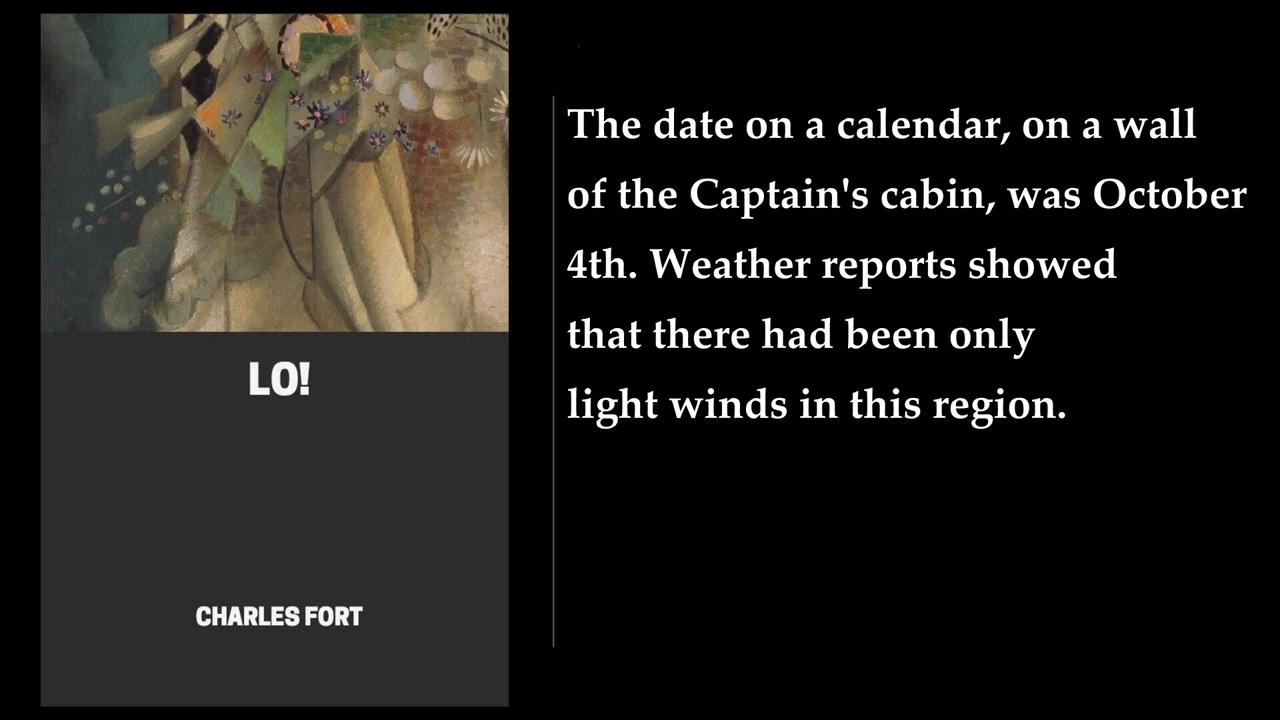 LO!
CHARLES FORT
The date on a calendar, on a wall
of the Captain's cabin, was October
4th. Weather reports showed
that there had been only
light winds in this region.